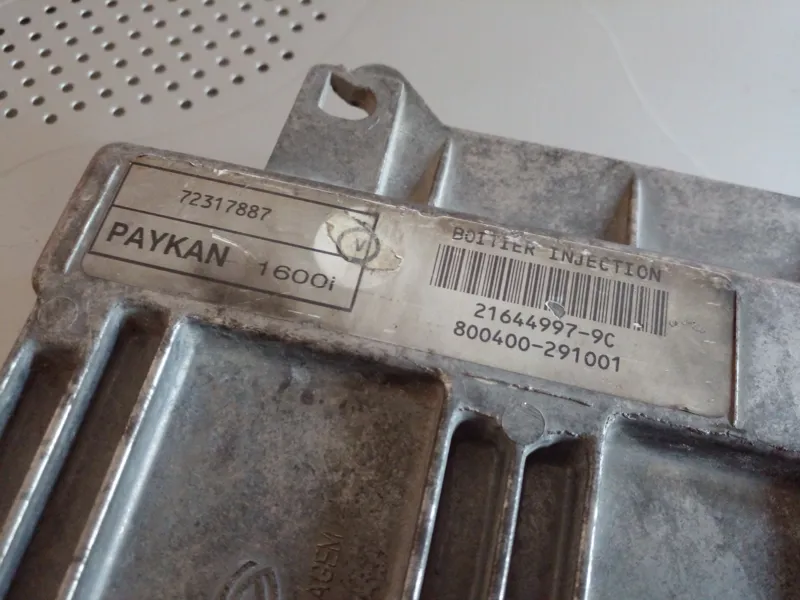 72317887
PAYKAN 1600i
V
BOITIER INJECTION
21644997-9C
800400-291001